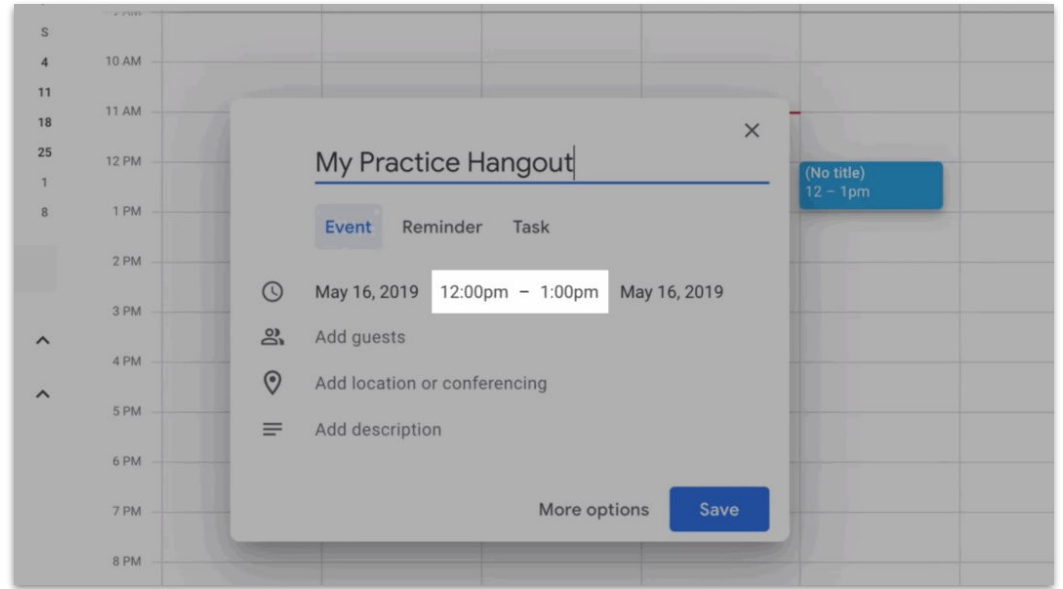 S
4
11
18
25
1
8
10 AM
11 AM
12 PM
1 PM
2 PM
3 PM
4 PM
5 PM
6 PM
7 PM
8 PM
My Practice Hangout
Event Reminder Task
May 16, 2019 12:00pm – 1:00pm May 16, 2019
Add guests
Add location or conferencing
Add description
More options Save
(No title)
12 – 1pm